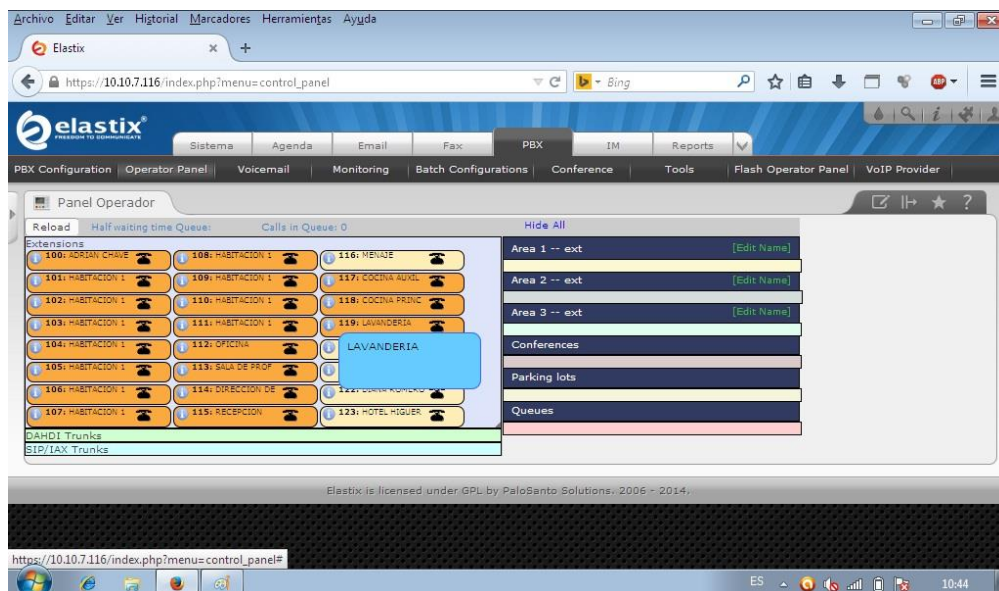 Archivo Editar Ver Historial Marcadores Herramientas Ayuda
Elastix
https://10.10.7.116/index.php?menu=control_panel
Bing
elastix®
FREEDOM TO COMMUNICATE
Sistema Agenda Email Fax PBX IM Reports
PBX Configuration Operator Panel Voicemail Monitoring Batch Configurations Conference Tools Flash Operator Panel VoIP Provider
Panel Operador
Reload Half waiting time Queue: Calls in Queue: 0 Hide All
Extensions
100: ADRIAN CHAVE 108: HABITACION 1 116: MENAJE
101: HABITACION 1 109: HABITACION 1 117: COCINA AUXIL
102: HABITACION 1 110: HABITACION 1 118: COCINA PRINC
103: HABITACION 1 111: HABITACION 1 119: LAVANDERIA
104: HABITACION 1 112: OFICINA
LAVANDERIA
105: HABITACION 1 113: SALA DE PROF
106: HABITACION 1 114: DIRECCION DE
107: HABITACION 1 115: RECEPCION 123: HOTEL HIGUER
DAHDI Trunks
SIP/IAX Trunks
Area 1 -- ext [Edit Name]
Area 2 -- ext [Edit Name]
Area 3 -- ext [Edit Name]
Conferences
Parking lots
Queues
Elastix is licensed under GPL by PaloSanto Solutions. 2006 - 2014.
https://10.10.7.116/index.php?menu=control_panel#
ES 10:44